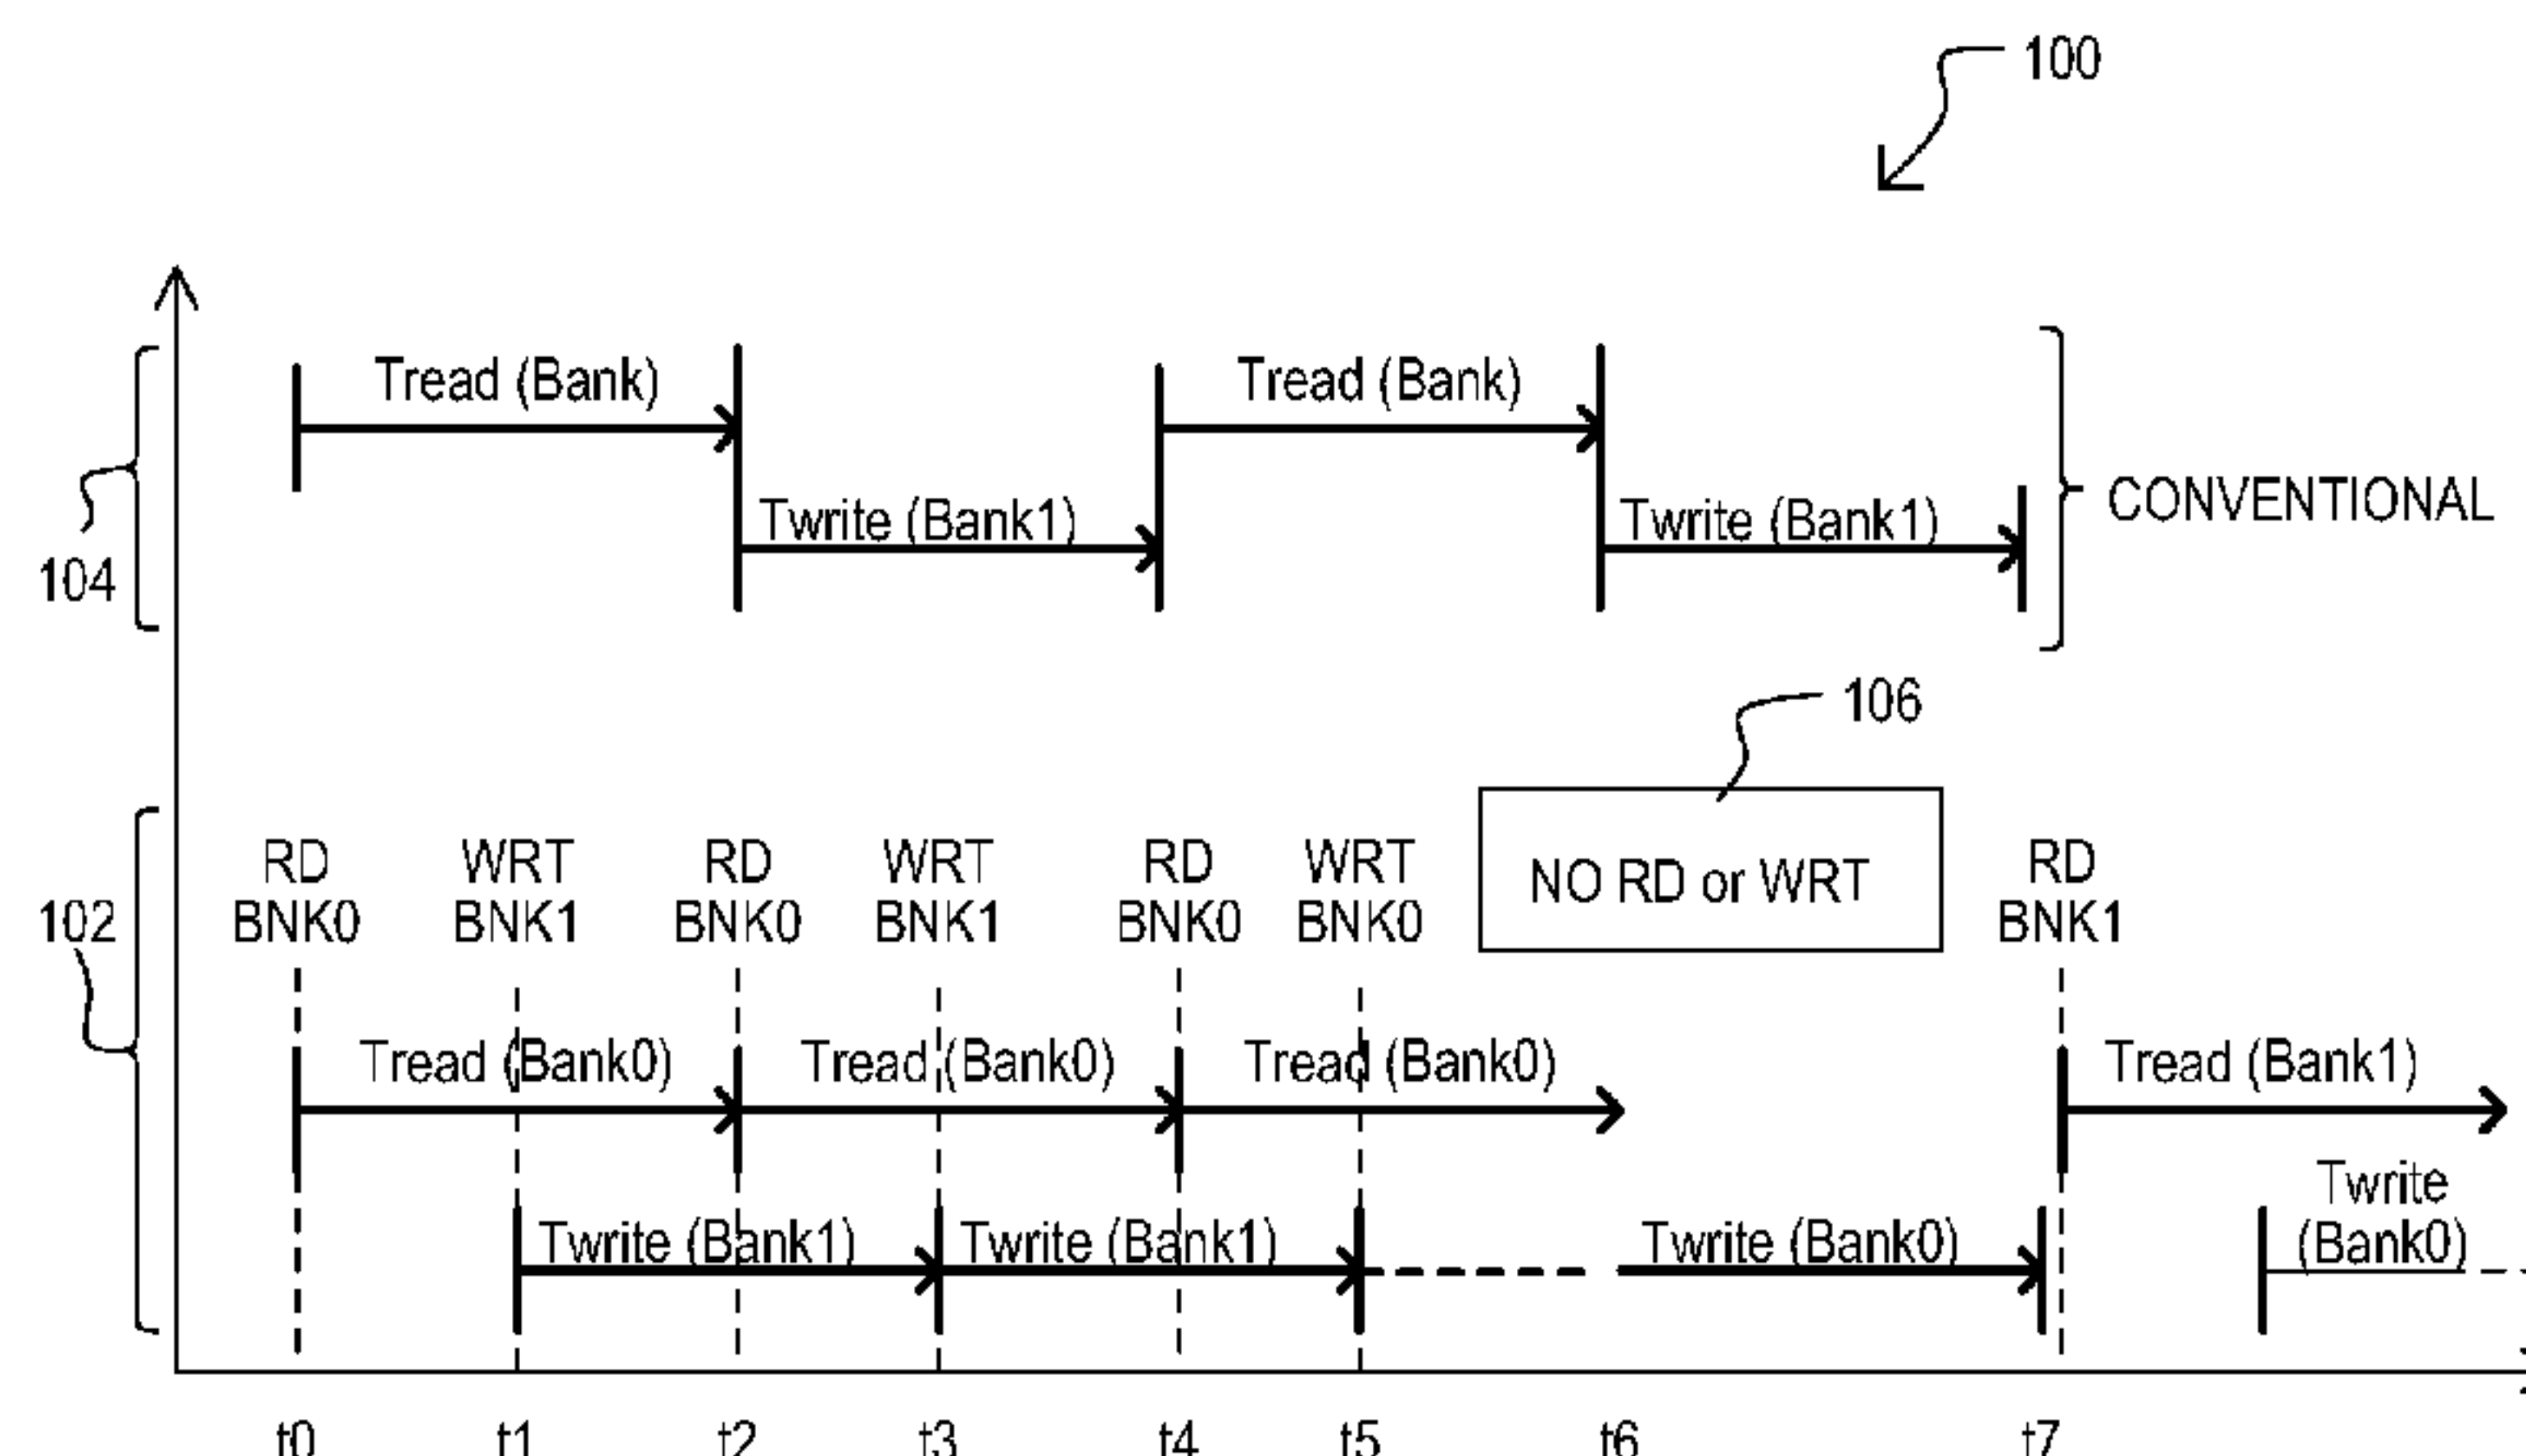 100
Tread (Bank) Tread (Bank)
Twrite (Bank1) Twrite (Bank1) CONVENTIONAL
104
106
RD WRT RD WRT RD WRT NO RD or WRT RD
BNK0 BNK1 BNK0 BNK1 BNK0 BNK0 BNK1
102
Tread (Bank0) Tread (Bank0) Tread (Bank0) Tread (Bank1)
Twrite (Bank1) Twrite (Bank1) Twrite (Bank0) Twrite
(Bank0)
t0 t1 t2 t3 t4 t5 t6 t7